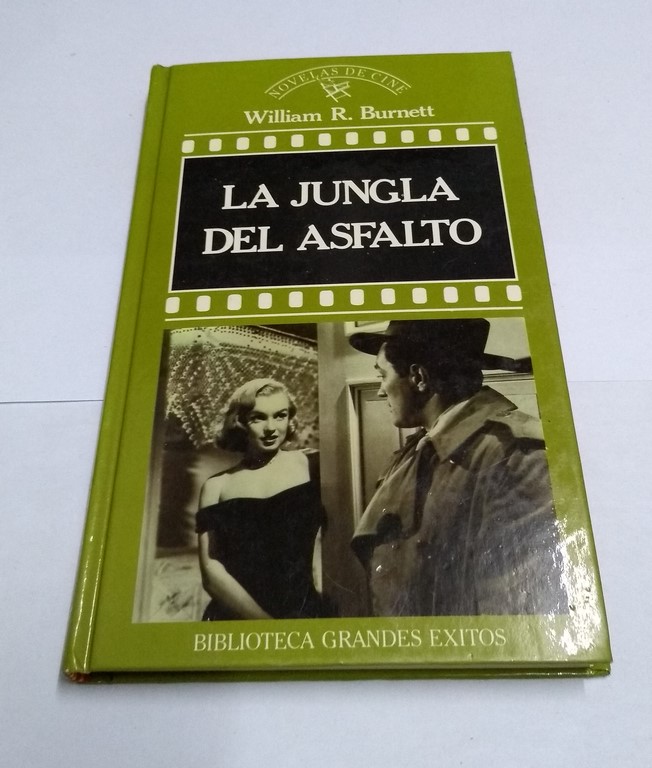 NOVELAS DE CINE
William R. Burnett
LA JUNGLA
DEL ASFALTO
BIBLIOTECA GRANDES EXITOS